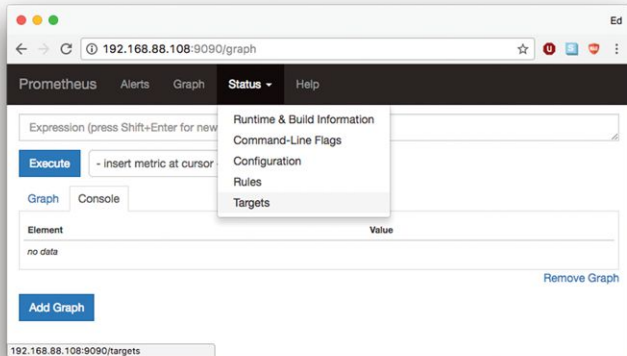 Ed
192.168.88.108:9090/graph
Prometheus Alerts Graph Status Help
Runtime & Build Information
Command-Line Flags
Configuration
Rules
Targets
Expression (press Shift+Enter for new
Execute - insert metric at cursor
Graph Console
Element Value
no data
Remove Graph
Add Graph
192.168.88.108:9090/targets